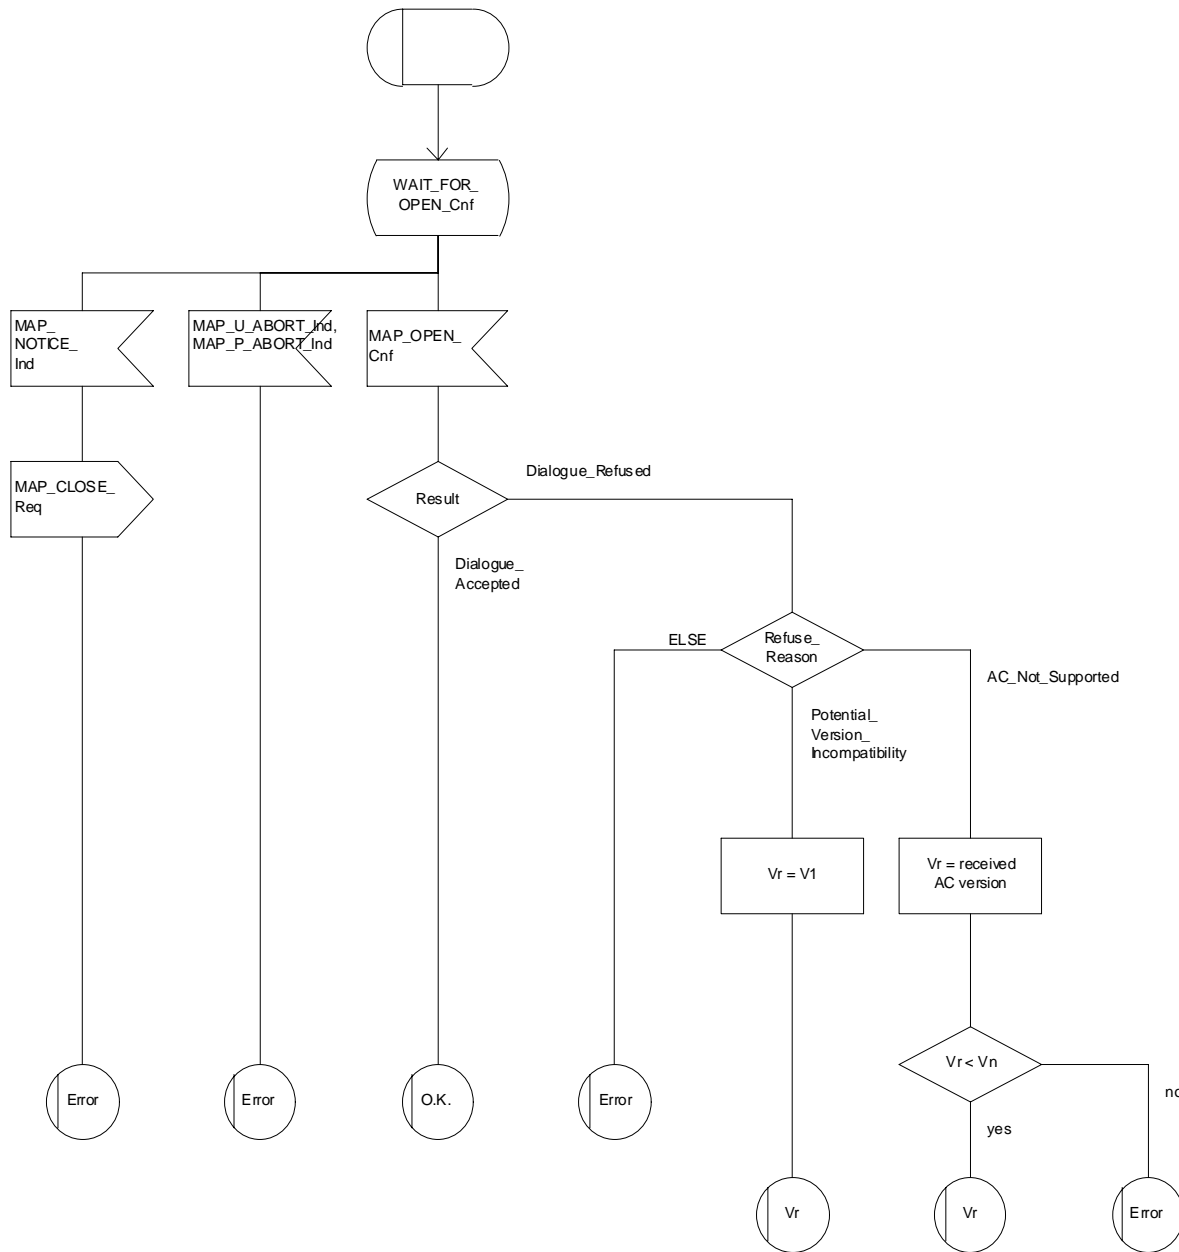 WAIT_FOR_
OPEN_Cnf
MAP_
NOTICE_
Ind
MAP_U_ABORT_Ind,
MAP_P_ABORT_Ind
MAP_OPEN_
Cnf
MAP_CLOSE_
Req
Result
Dialogue_Refused
Dialogue_
Accepted
ELSE
Refuse_
Reason
AC_Not_Supported
Potential_
Version_
Incompatibility
Vr = V1
Vr = received
AC version
Vr < Vn
no
yes
Error
Error
O.K.
Error
Vr
Vr
Error